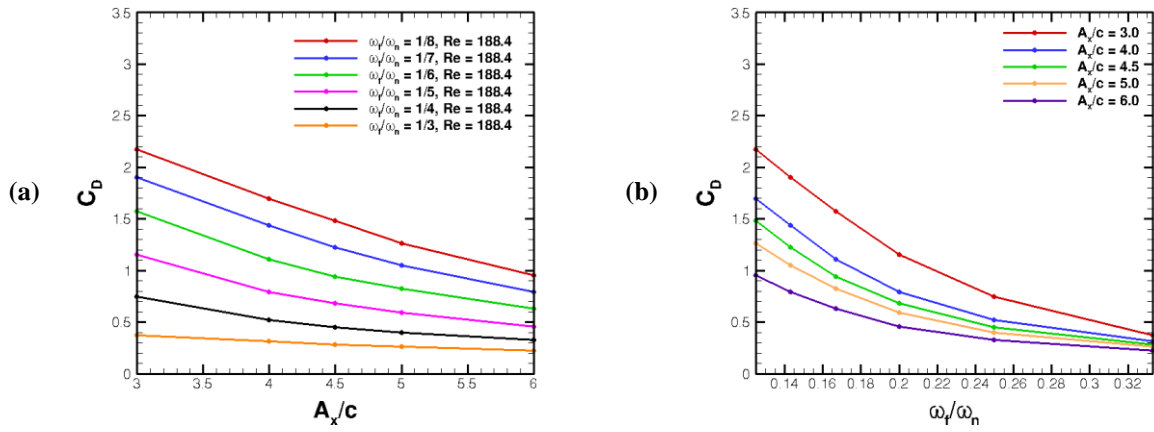 (a)
C_D
3.5
3
2.5
2
1.5
1
0.5
0
3 3.5 4 4.5 5 5.5 6
A_x/c
ω_f/ω_n = 1/8, Re = 188.4
ω_f/ω_n = 1/7, Re = 188.4
ω_f/ω_n = 1/6, Re = 188.4
ω_f/ω_n = 1/5, Re = 188.4
ω_f/ω_n = 1/4, Re = 188.4
ω_f/ω_n = 1/3, Re = 188.4
(b)
C_D
3.5
3
2.5
2
1.5
1
0.5
0
0.14 0.16 0.18 0.2 0.22 0.24 0.26 0.28 0.3 0.32
ω_f/ω_n
A_x/c = 3.0
A_x/c = 4.0
A_x/c = 4.5
A_x/c = 5.0
A_x/c = 6.0